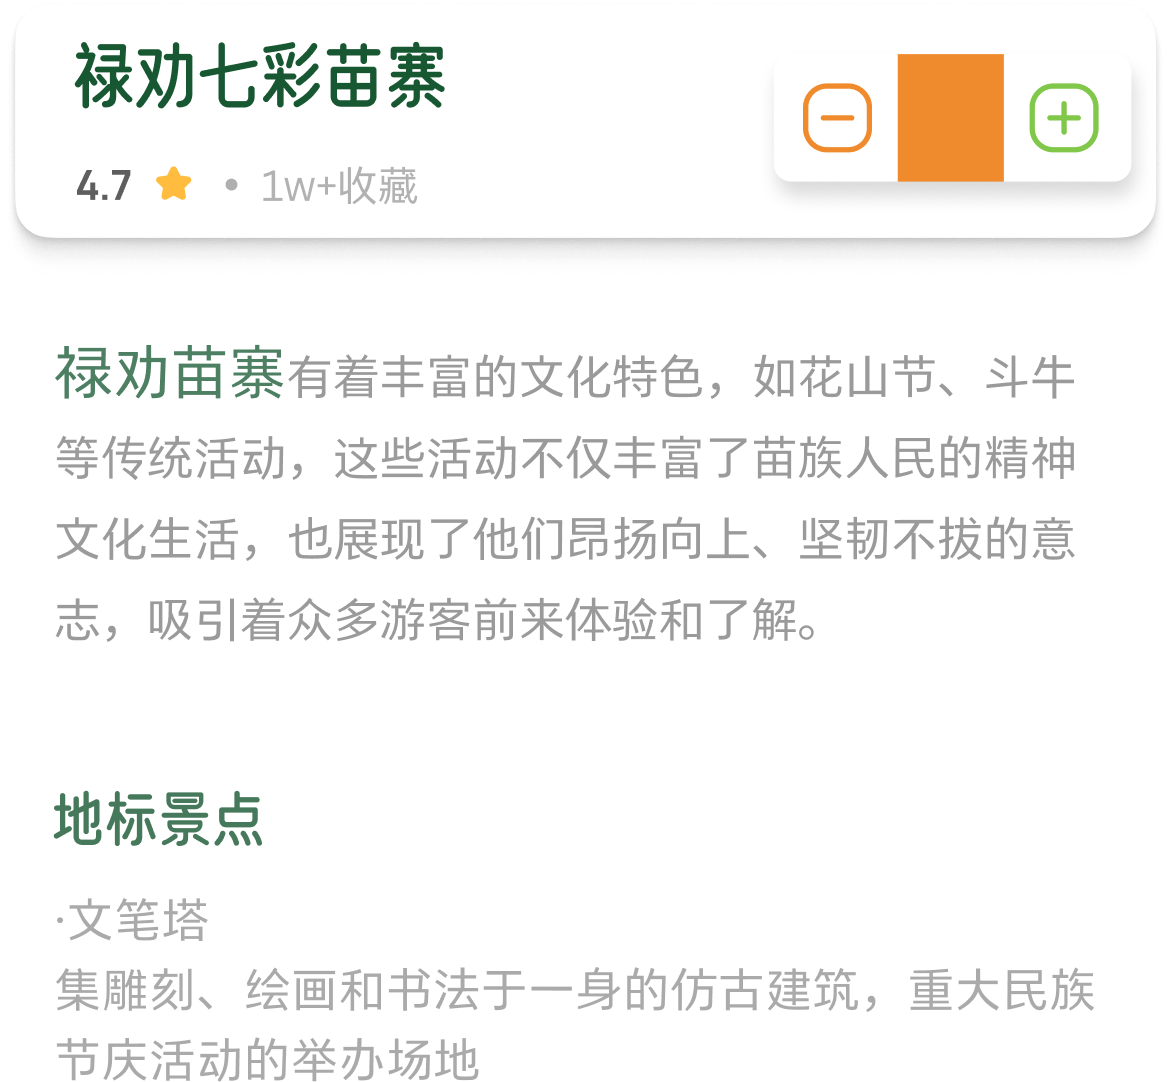 禄劝七彩苗寨
4.7 • 1w+收藏
禄劝苗寨有着丰富的文化特色，如花山节、斗牛
等传统活动，这些活动不仅丰富了苗族人民的精神
文化生活，也展现了他们昂扬向上、坚韧不拔的意
志，吸引着众多游客前来体验和了解。
地标景点
·文笔塔
集雕刻、绘画和书法于一身的仿古建筑，重大民族
节庆活动的举办场地